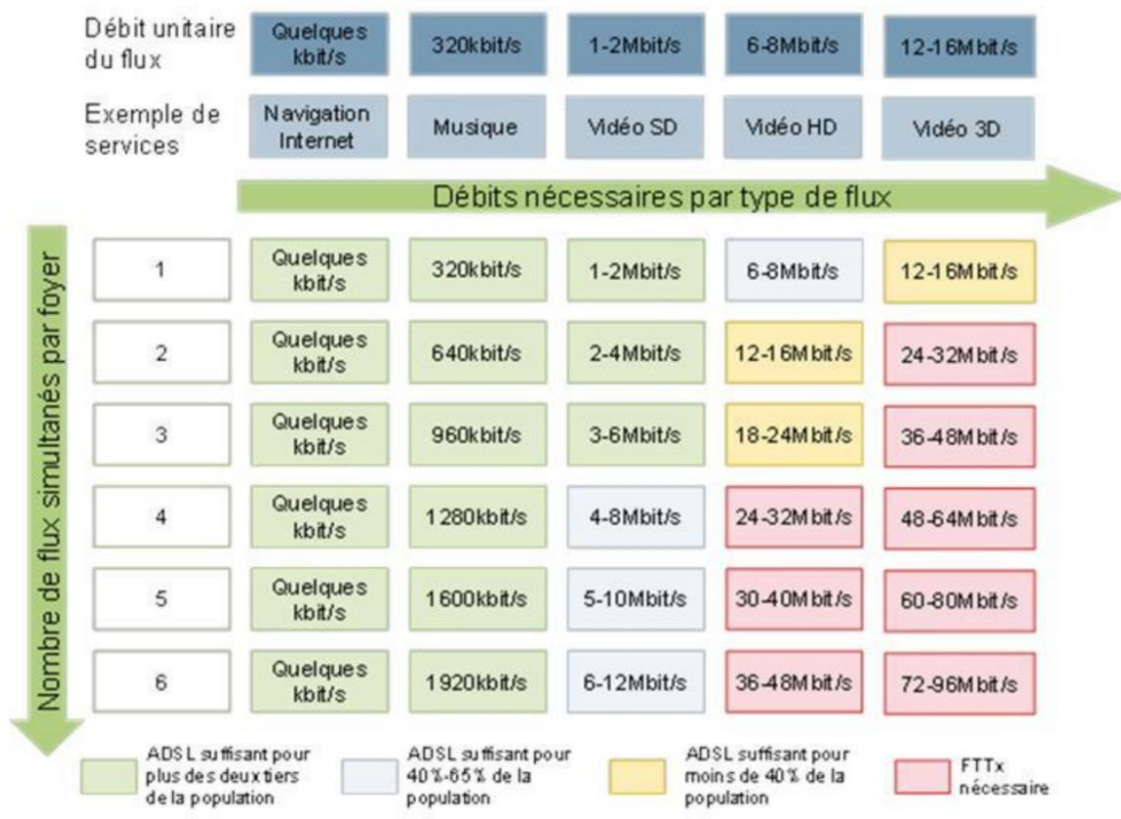 Débit unitaire
du flux
Quelques
kbit/s
320kbit/s
1-2Mbit/s
6-8Mbit/s
12-16Mbit/s
Exemple de
services
Navigation
Internet
Musique
Vidéo SD
Vidéo HD
Vidéo 3D
Débits nécessaires par type de flux
Nombre de flux simultanés par foyer
1
Quelques
kbit/s
320kbit/s
1-2Mbit/s
6-8Mbit/s
12-16Mbit/s
2
Quelques
kbit/s
640kbit/s
2-4Mbit/s
12-16Mbit/s
24-32Mbit/s
3
Quelques
kbit/s
960kbit/s
3-6Mbit/s
18-24Mbit/s
36-48Mbit/s
4
Quelques
kbit/s
1280kbit/s
4-8Mbit/s
24-32Mbit/s
48-64Mbit/s
5
Quelques
kbit/s
1600kbit/s
5-10Mbit/s
30-40Mbit/s
60-80Mbit/s
6
Quelques
kbit/s
1920kbit/s
6-12Mbit/s
36-48Mbit/s
72-96Mbit/s
ADSL suffisant pour
plus des deux tiers
de la population
ADSL suffisant pour
40%-65% de la
population
ADSL suffisant pour
moins de 40% de la
population
FTTx
nécessaire